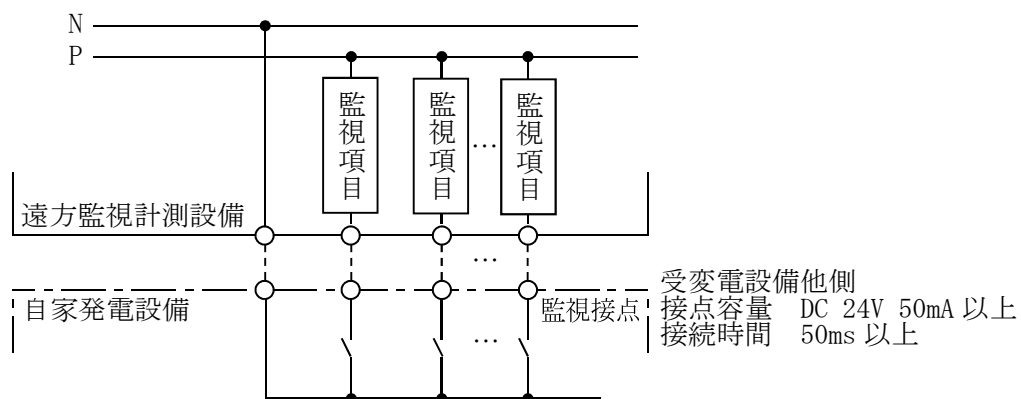 N
P
監視項目
監視項目
…
監視項目
遠方監視計測設備
…
自家発電設備
監視接点
受変電設備他側
接点容量 DC 24V 50mA 以上
接続時間 50ms 以上
…